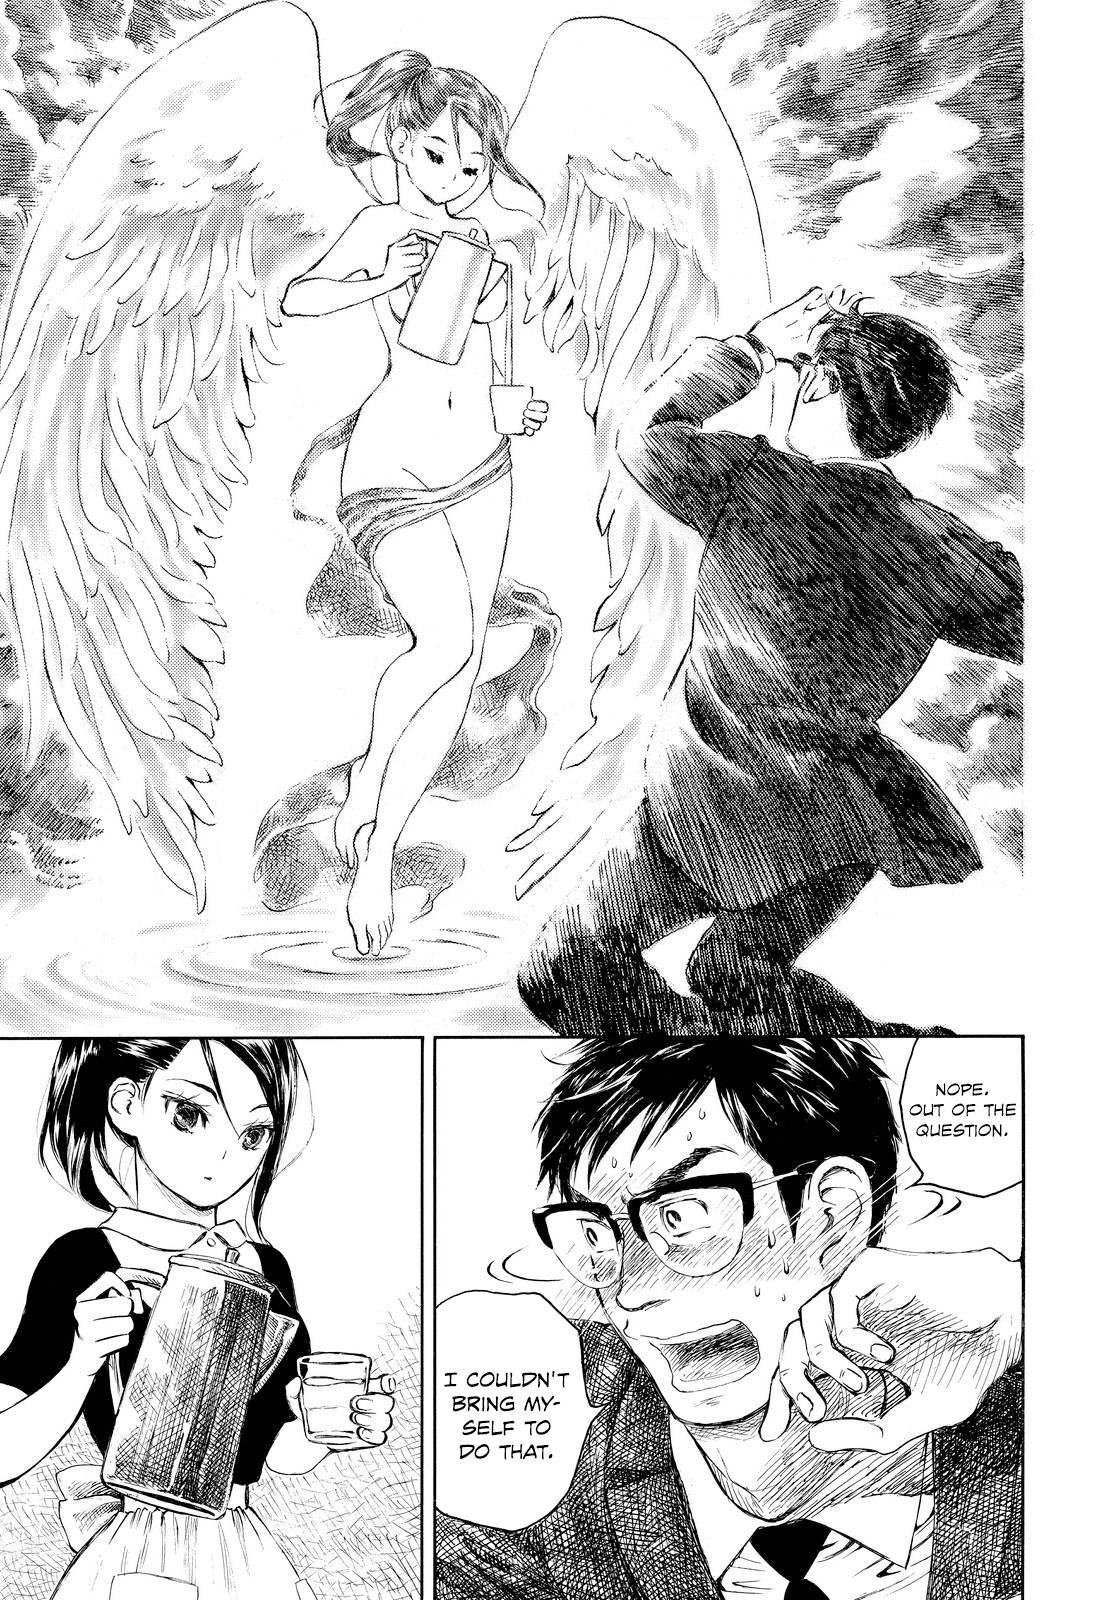 NOPE.
OUT OF THE
QUESTION.
I COULDN'T
BRING MY-
SELF TO
DO THAT.